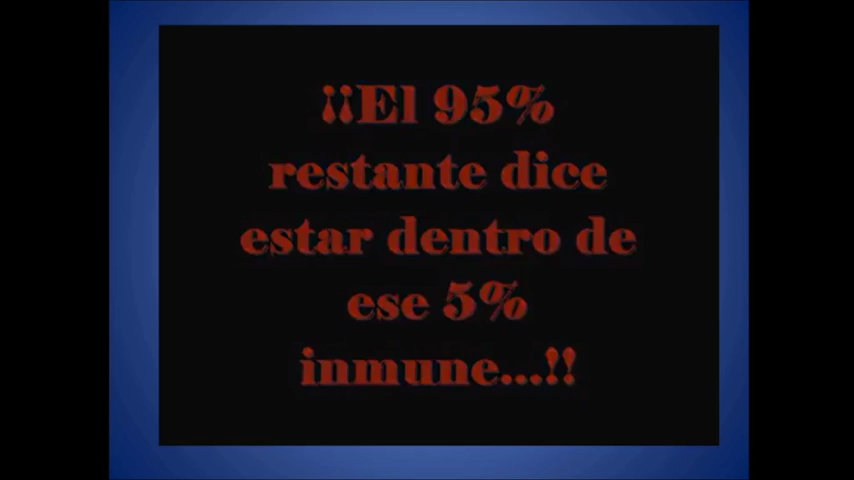 ¡¡El 95%
restante dice
estar dentro de
ese 5%
inmune...!!